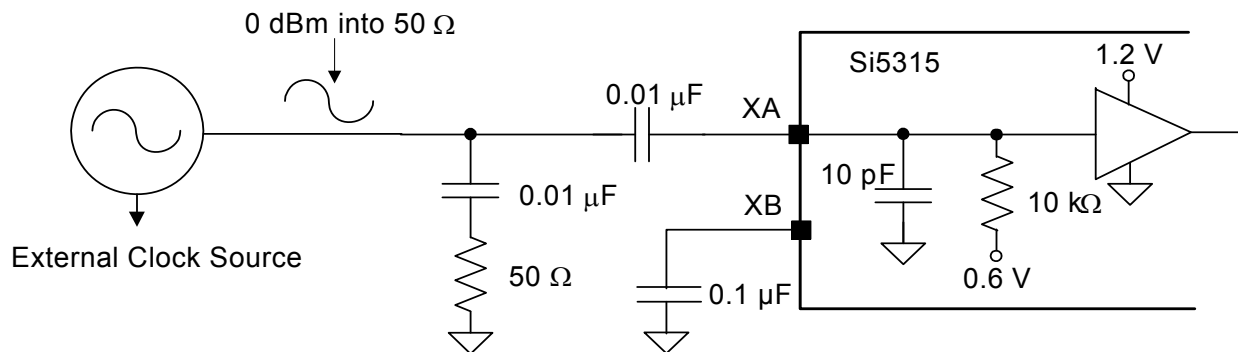 0 dBm into 50 Ω
Si5315
1.2 V
0.01 µF
XA
0.01 µF
10 pF
10 kΩ
XB
External Clock Source
50 Ω
0.1 µF
0.6 V